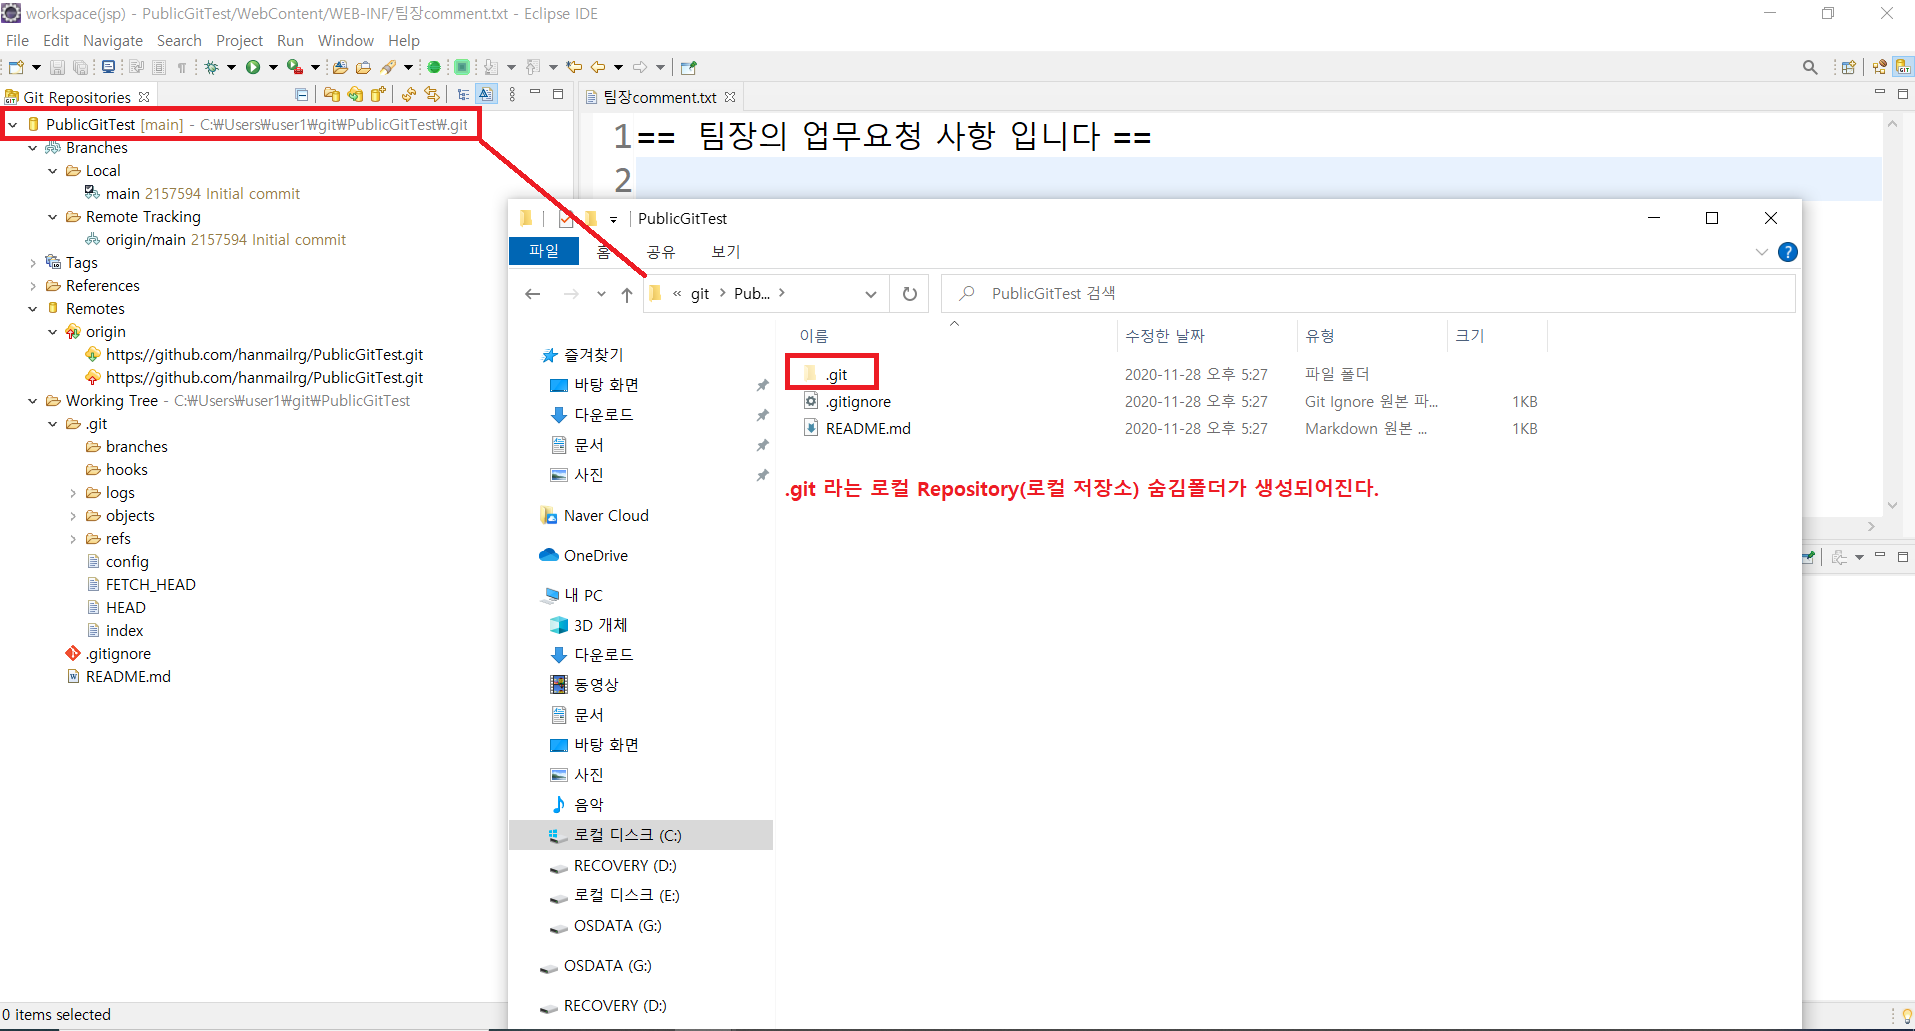 workspace(jsp) - PublicGitTest/WebContent/WEB-INF/팀장comment.txt - Eclipse IDE
File Edit Navigate Search Project Run Window Help
Git Repositories
PublicGitTest [main] - C:₩Users₩user1₩git₩PublicGitTest₩.git
Branches
Local
main 2157594 Initial commit
Remote Tracking
origin/main 2157594 Initial commit
Tags
References
Remotes
origin
https://github.com/hanmailrg/PublicGitTest.git
https://github.com/hanmailrg/PublicGitTest.git
Working Tree - C:₩Users₩user1₩git₩PublicGitTest
.git
branches
hooks
logs
objects
refs
config
FETCH_HEAD
HEAD
index
.gitignore
README.md
0 items selected
팀장comment.txt
1 == 팀장의 업무요청 사항 입니다 ==
2
PublicGitTest
파일 홈 공유 보기
« git > Pub... >
PublicGitTest 검색
이름 수정한 날짜 유형 크기
.git 2020-11-28 오후 5:27 파일 폴더
.gitignore 2020-11-28 오후 5:27 Git Ignore 원본 파... 1KB
README.md 2020-11-28 오후 5:27 Markdown 원본 ... 1KB
.git 라는 로컬 Repository(로컬 저장소) 숨김폴더가 생성되어진다.
즐겨찾기
바탕 화면
다운로드
문서
사진
Naver Cloud
OneDrive
내 PC
3D 개체
다운로드
동영상
문서
바탕 화면
사진
음악
로컬 디스크 (C:)
RECOVERY (D:)
로컬 디스크 (E:)
OSDATA (G:)
OSDATA (G:)
RECOVERY (D:)